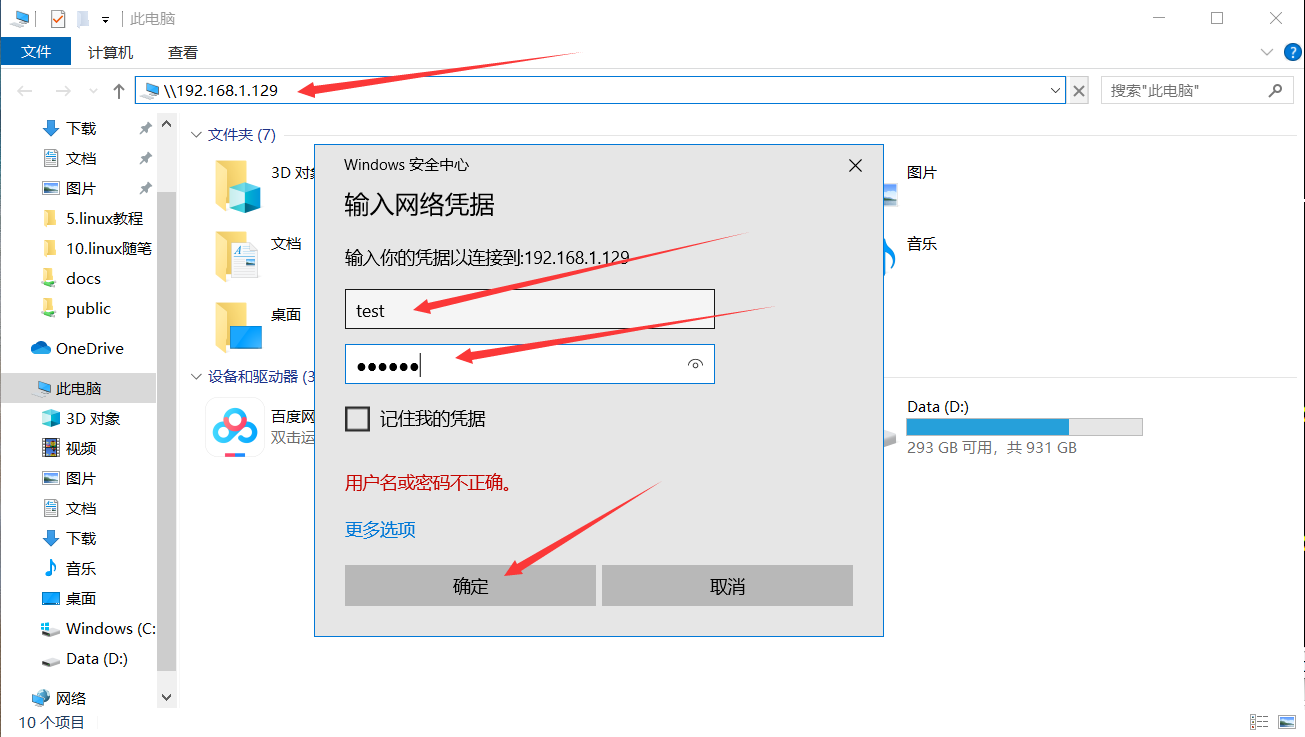 此电脑
文件 计算机 查看
\\192.168.1.129
搜索"此电脑"
下载
文档
图片
5.linux教程
10.linux随笔
docs
public
OneDrive
此电脑
3D 对象
视频
图片
文档
下载
音乐
桌面
Windows (C:
Data (D:)
网络
10 个项目
文件夹 (7)
3D 对
文档
桌面
设备和驱动器 (3
百度网
双击运
图片
音乐
Data (D:)
293 GB 可用，共 931 GB
Windows 安全中心
输入网络凭据
输入你的凭据以连接到:192.168.1.129
test
●●●●●●
记住我的凭据
用户名或密码不正确。
更多选项
确定 取消